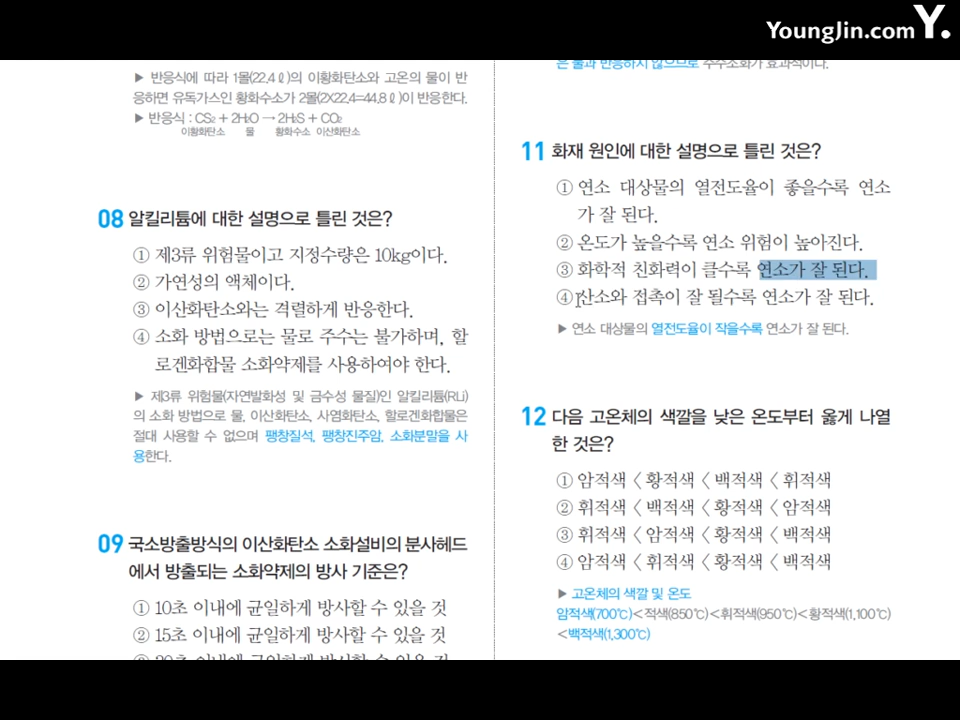 YoungJin.com Y.
▶ 반응식에 따라 1몰(22.4ℓ)의 이황화탄소와 고온의 물이 반
응하면 유독가스인 황화수소가 2몰(2X22.4=44.8ℓ)이 반응한다.
▶ 반응식 : CS₂ + 2H₂O → 2H₂S + CO₂
이황화탄소 물 황화수소 이산화탄소
08 알킬리튬에 대한 설명으로 틀린 것은?
① 제3류 위험물이고 지정수량은 10kg이다.
② 가연성의 액체이다.
③ 이산화탄소와는 격렬하게 반응한다.
④ 소화 방법으로는 물로 주수는 불가하며, 할
로겐화합물 소화약제를 사용하여야 한다.
▶ 제3류 위험물(자연발화성 및 금수성 물질)인 알킬리튬(RLi)
의 소화 방법으로 물, 이산화탄소, 사염화탄소, 할로겐화합물은
절대 사용할 수 없으며 팽창질석, 팽창진주암, 소화분말을 사
용한다.
09 국소방출방식의 이산화탄소 소화설비의 분사헤드
에서 방출되는 소화약제의 방사 기준은?
① 10초 이내에 균일하게 방사할 수 있을 것
② 15초 이내에 균일하게 방사할 수 있을 것
은 물과 반응하지 않으므로 주수소화가 효과적이다.
11 화재 원인에 대한 설명으로 틀린 것은?
① 연소 대상물의 열전도율이 좋을수록 연소
가 잘 된다.
② 온도가 높을수록 연소 위험이 높아진다.
③ 화학적 친화력이 클수록 연소가 잘 된다.
④ 산소와 접촉이 잘 될수록 연소가 잘 된다.
▶ 연소 대상물의 열전도율이 작을수록 연소가 잘 된다.
12 다음 고온체의 색깔을 낮은 온도부터 옳게 나열
한 것은?
① 암적색 < 황적색 < 백적색 < 휘적색
② 휘적색 < 백적색 < 황적색 < 암적색
③ 휘적색 < 암적색 < 황적색 < 백적색
④ 암적색 < 휘적색 < 황적색 < 백적색
▶ 고온체의 색깔 및 온도
암적색(700℃)<적색(850℃)<휘적색(950℃)<황적색(1,100℃)
<백적색(1,300℃)